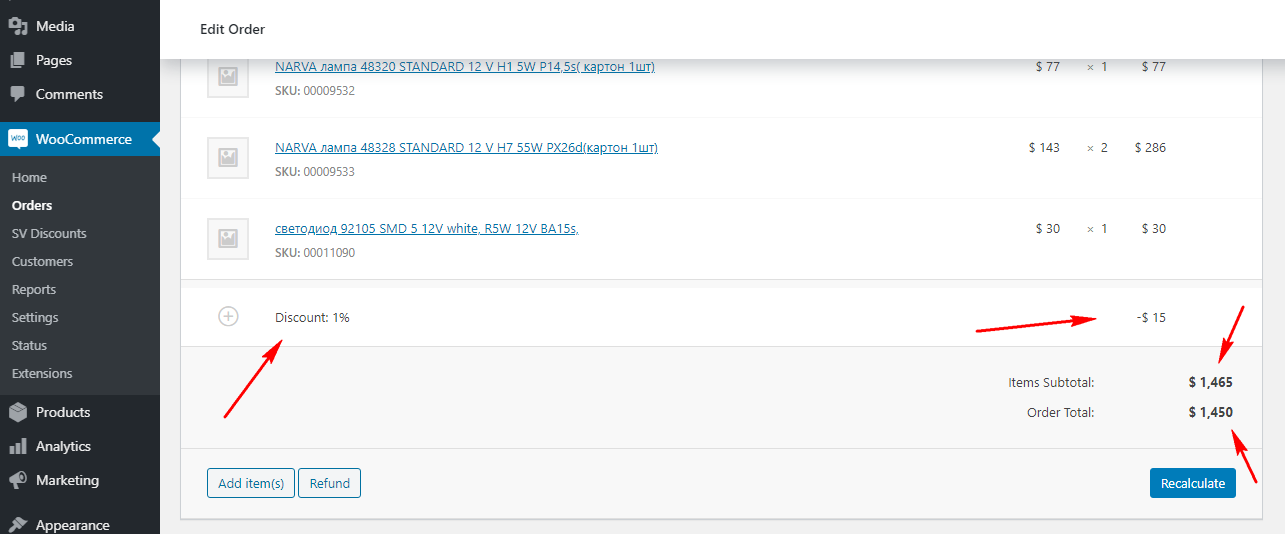 Media
Pages
Comments
Woo WooCommerce
Home
Orders
SV Discounts
Customers
Reports
Settings
Status
Extensions
Products
Analytics
Marketing
Appearance
Edit Order
NARVA лампа 48320 STANDARD 12 V H1 5W P14,5s( картон 1шт) $ 77 × 1 $ 77
SKU: 00009532
NARVA лампа 48328 STANDARD 12 V H7 55W PX26d(картон 1шт) $ 143 × 2 $ 286
SKU: 00009533
светодиод 92105 SMD 5 12V white, R5W 12V BA15s, $ 30 × 1 $ 30
SKU: 00011090
Discount: 1% -$ 15
Items Subtotal: $ 1,465
Order Total: $ 1,450
Add item(s) Refund Recalculate